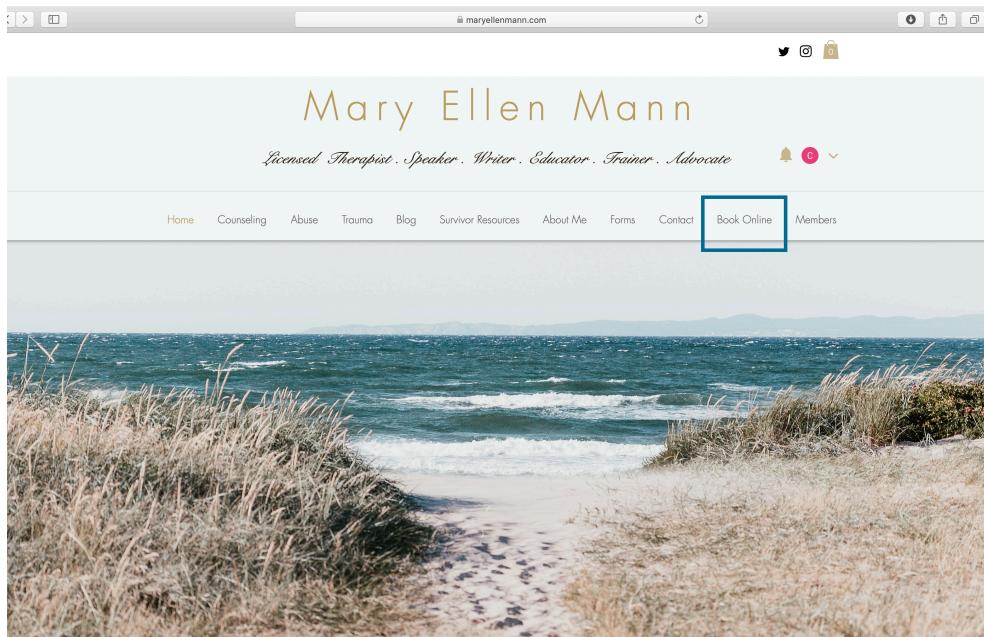 maryellenmann.com
0
Mary Ellen Mann
Licensed Therapist . Speaker . Writer . Educator . Trainer . Advocate
C
Home Counseling Abuse Trauma Blog Survivor Resources About Me Forms Contact Book Online Members